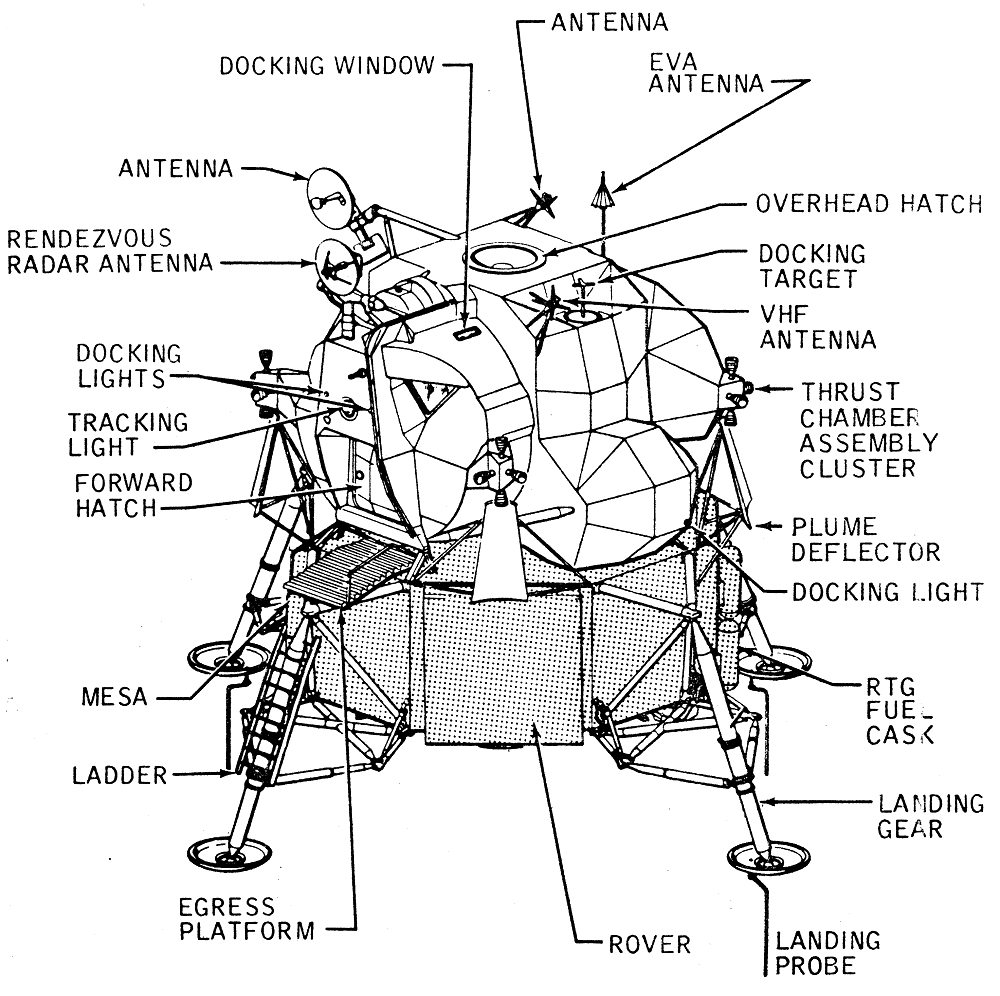 ANTENNA
EVA
ANTENNA
DOCKING WINDOW
ANTENNA
OVERHEAD HATCH
RENDEZVOUS
RADAR ANTENNA
DOCKING
TARGET
VHF
ANTENNA
DOCKING
LIGHTS
THRUST
CHAMBER
ASSEMBLY
CLUSTER
TRACKING
LIGHT
FORWARD
HATCH
PLUME
DEFLECTOR
DOCKING LIGHT
MESA
RTG
FUEL
CASK
LADDER
LANDING
GEAR
EGRESS
PLATFORM
ROVER
LANDING
PROBE